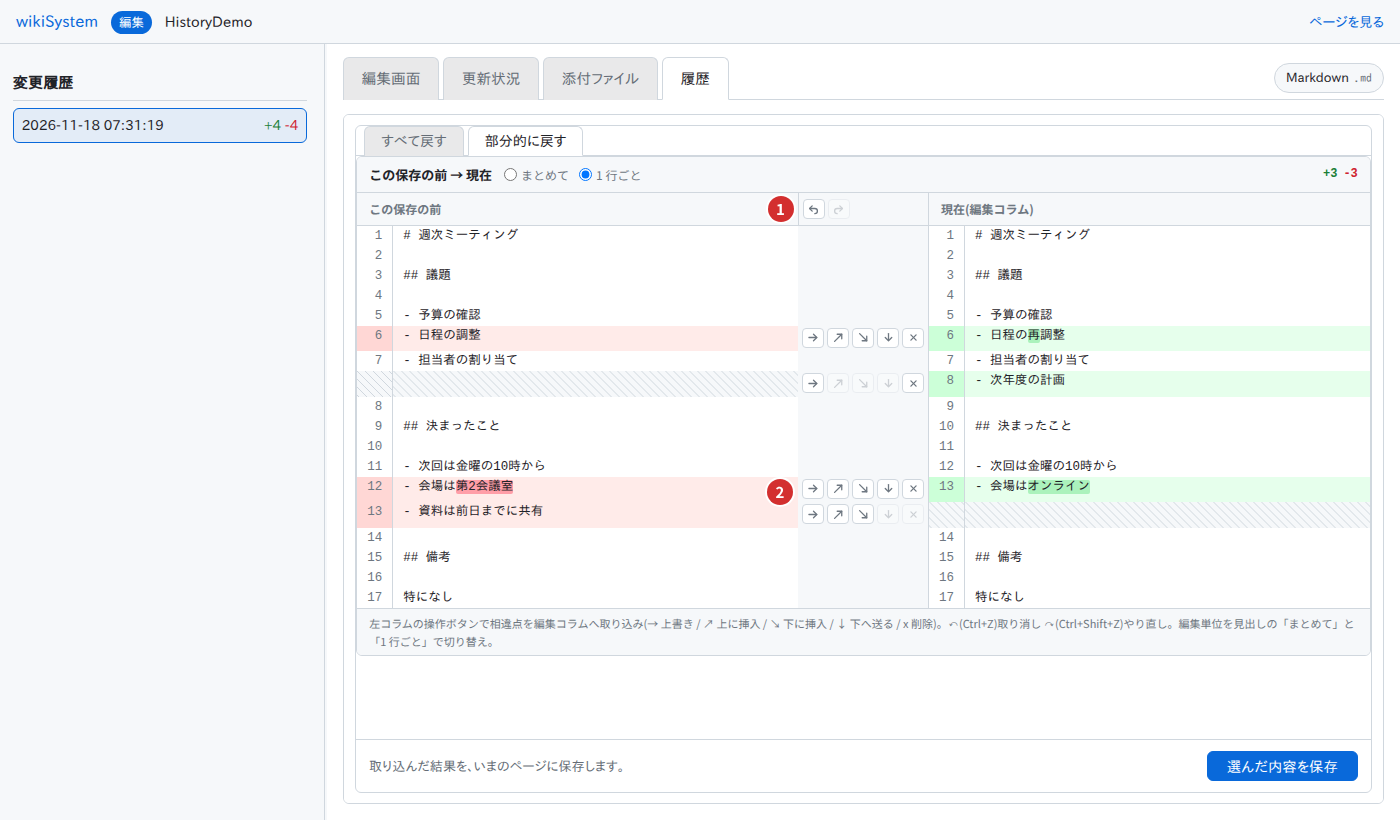 wikiSystem 編集 HistoryDemo ページを見る
変更履歴
2026-11-18 07:31:19 +4 -4
編集画面 更新状況 添付ファイル 履歴 Markdown .md
すべて戻す 部分的に戻す
この保存の前 → 現在 まとめて 1行ごと +3 -3
この保存の前 1 現在(編集コラム)
1 # 週次ミーティング 1 # 週次ミーティング
2 2
3 ## 議題 3 ## 議題
4 4
5 - 予算の確認 5 - 予算の確認
6 - 日程の調整 → ↗ ↘ ↓ × 6 - 日程の再調整
7 - 担当者の割り当て 7 - 担当者の割り当て
→ ↗ ↘ ↓ × 8 - 次年度の計画
8 9
9 ## 決まったこと 10 ## 決まったこと
10 11
11 - 次回は金曜の10時から 12 - 次回は金曜の10時から
12 - 会場は第2会議室 2 → ↗ ↘ ↓ × 13 - 会場はオンライン
13 - 資料は前日までに共有 → ↗ ↘ ↓ ×
14 14
15 ## 備考 15 ## 備考
16 16
17 特になし 17 特になし
左コラムの操作ボタンで相違点を編集コラムへ取り込み(→ 上書き / ↗ 上に挿入 / ↘ 下に挿入 / ↓ 下へ送る / x 削除)。↶(Ctrl+Z)取り消し ↷(Ctrl+Shift+Z)やり直し。編集単位を見出しの「まとめて」と
「1行ごと」で切り替え。
取り込んだ結果を、いまのページに保存します。 選んだ内容を保存